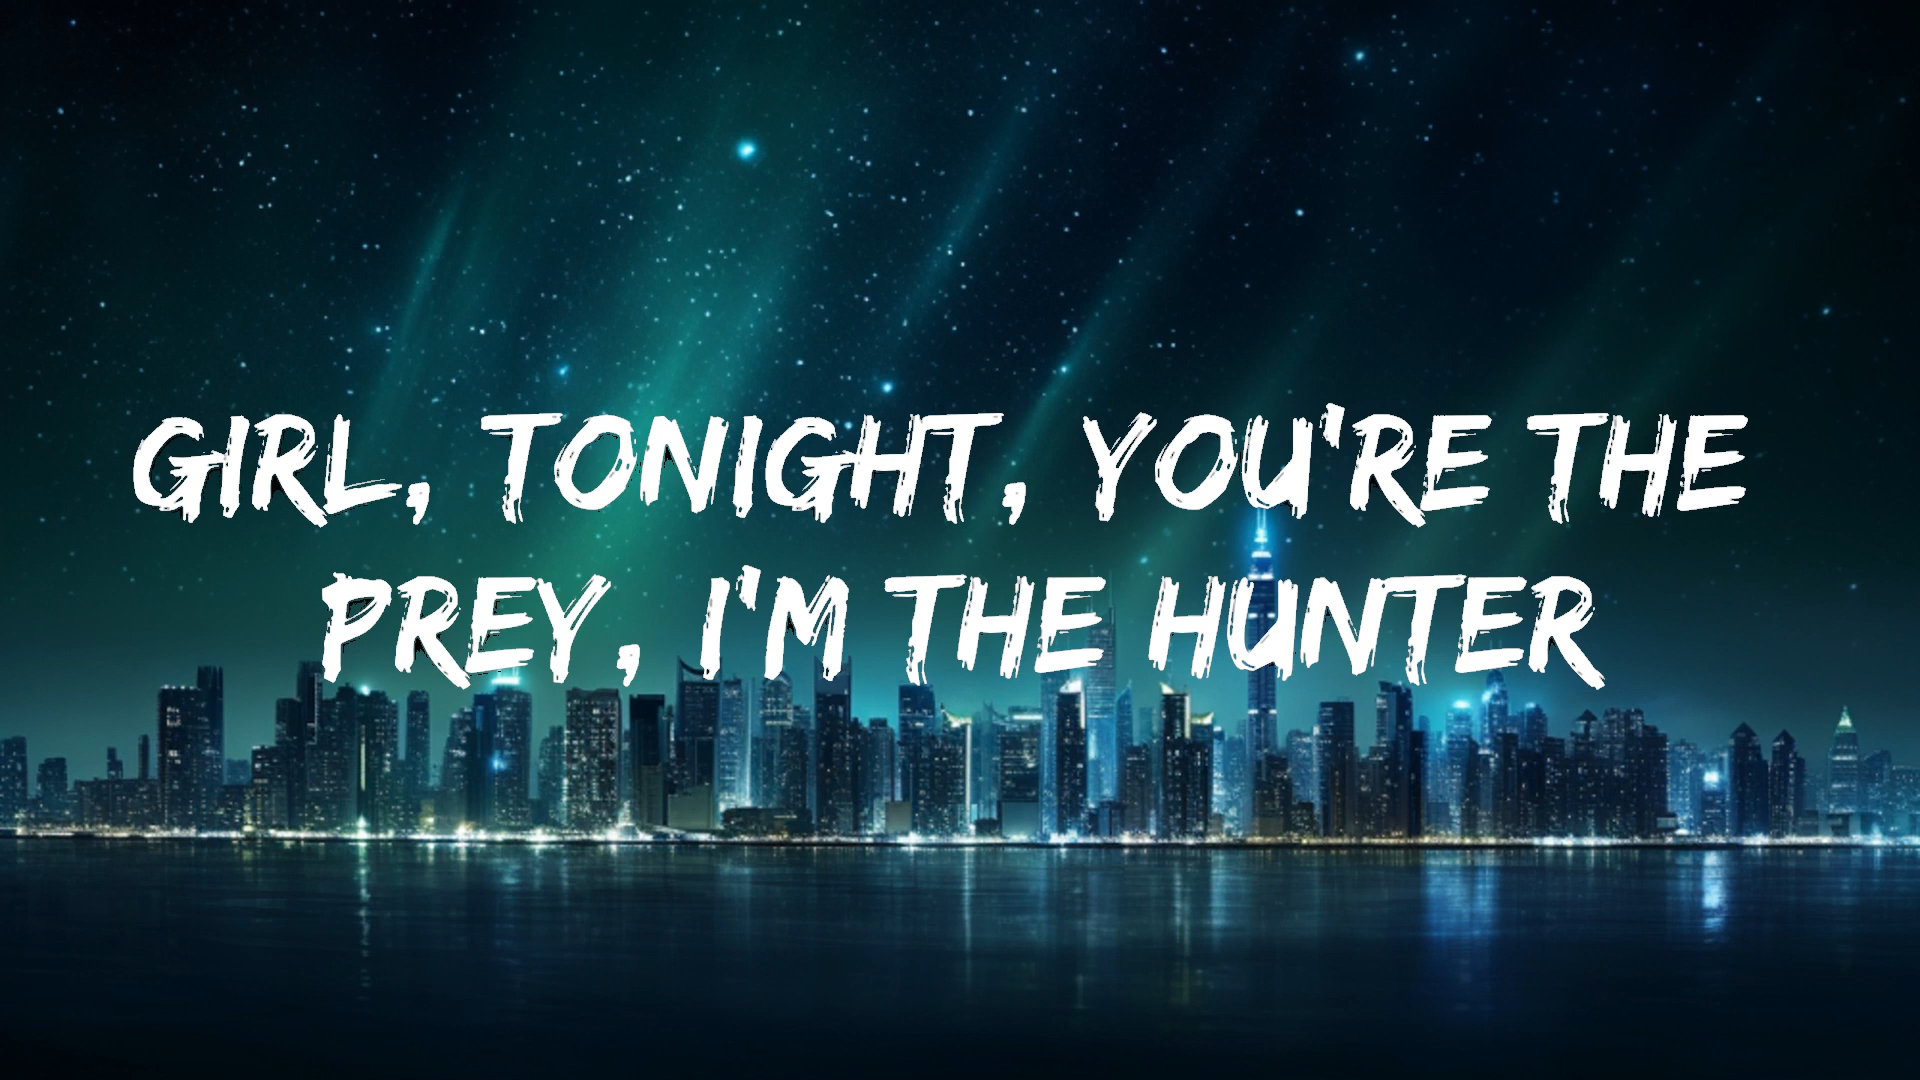 GIRL, TONIGHT, YOU'RE THE
PREY, I'M THE HUNTER